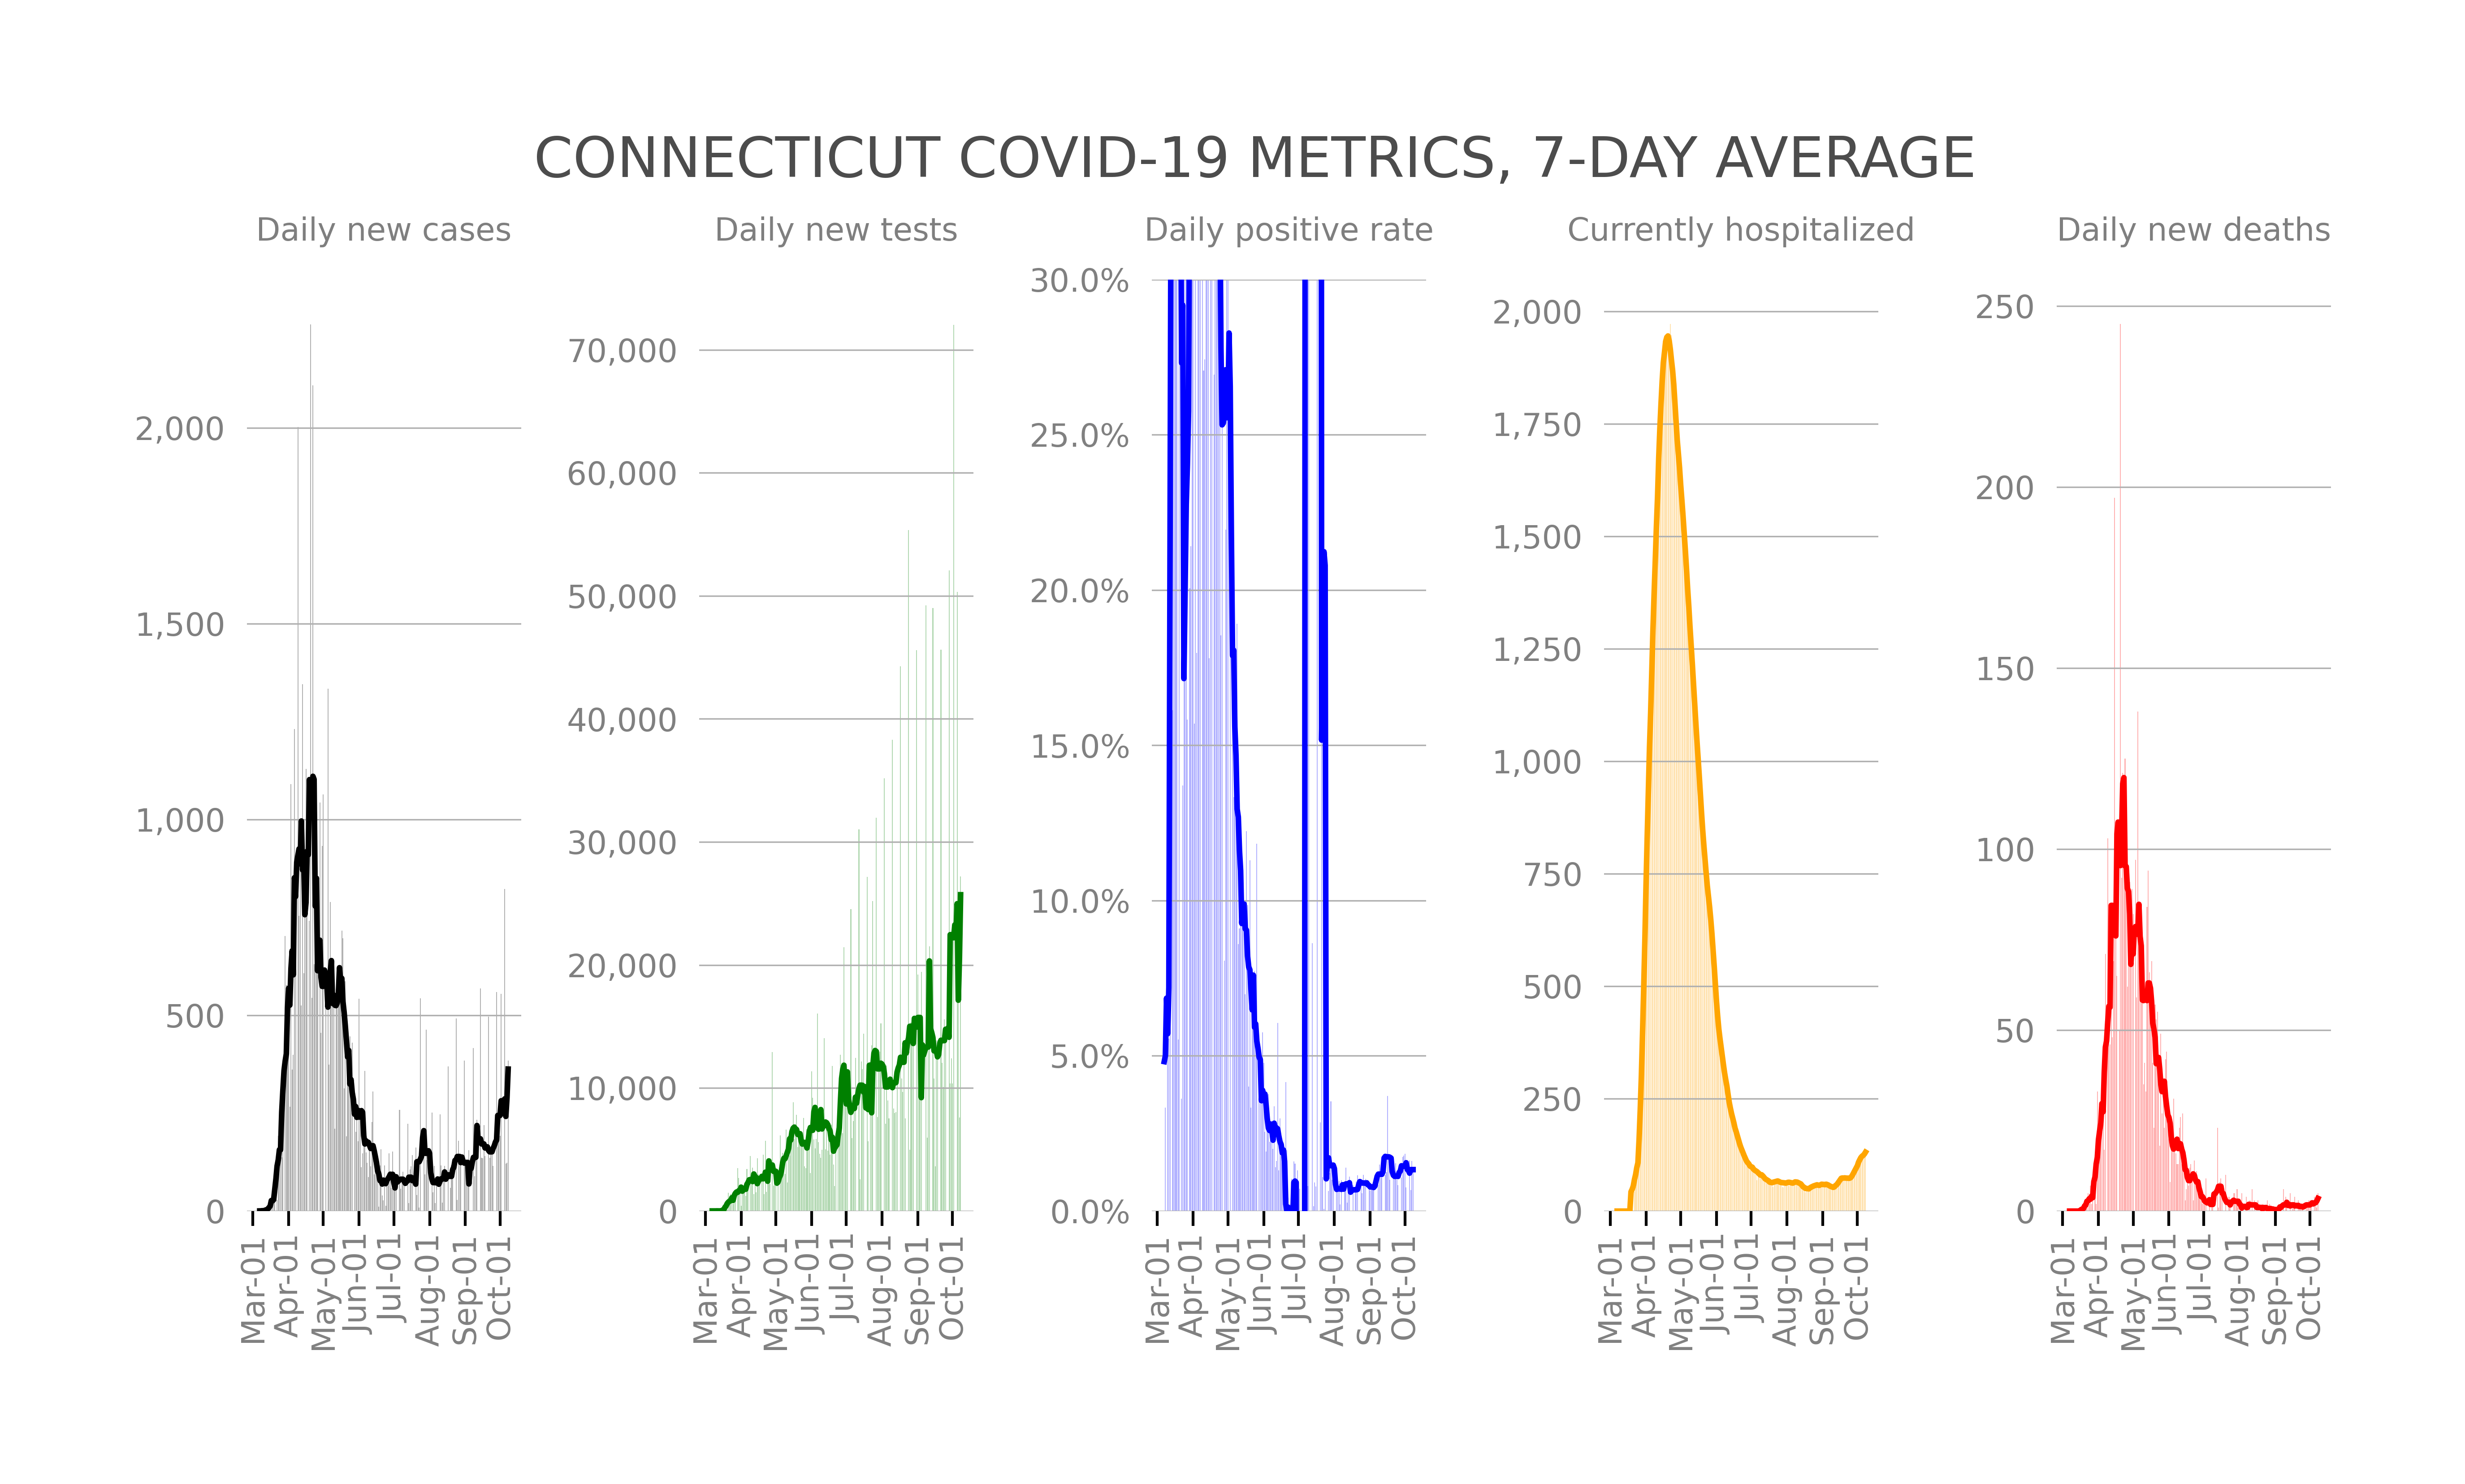 CONNECTICUT COVID-19 METRICS, 7-DAY AVERAGE
Daily new cases
2,000
1,500
1,000
500
0
Mar-01
Apr-01
May-01
Jun-01
Jul-01
Aug-01
Sep-01
Oct-01
Daily new tests
70,000
60,000
50,000
40,000
30,000
20,000
10,000
0
Mar-01
Apr-01
May-01
Jun-01
Jul-01
Aug-01
Sep-01
Oct-01
Daily positive rate
30.0%
25.0%
20.0%
15.0%
10.0%
5.0%
0.0%
Mar-01
Apr-01
May-01
Jun-01
Jul-01
Aug-01
Sep-01
Oct-01
Currently hospitalized
2,000
1,750
1,500
1,250
1,000
750
500
250
0
Mar-01
Apr-01
May-01
Jun-01
Jul-01
Aug-01
Sep-01
Oct-01
Daily new deaths
250
200
150
100
50
0
Mar-01
Apr-01
May-01
Jun-01
Jul-01
Aug-01
Sep-01
Oct-01